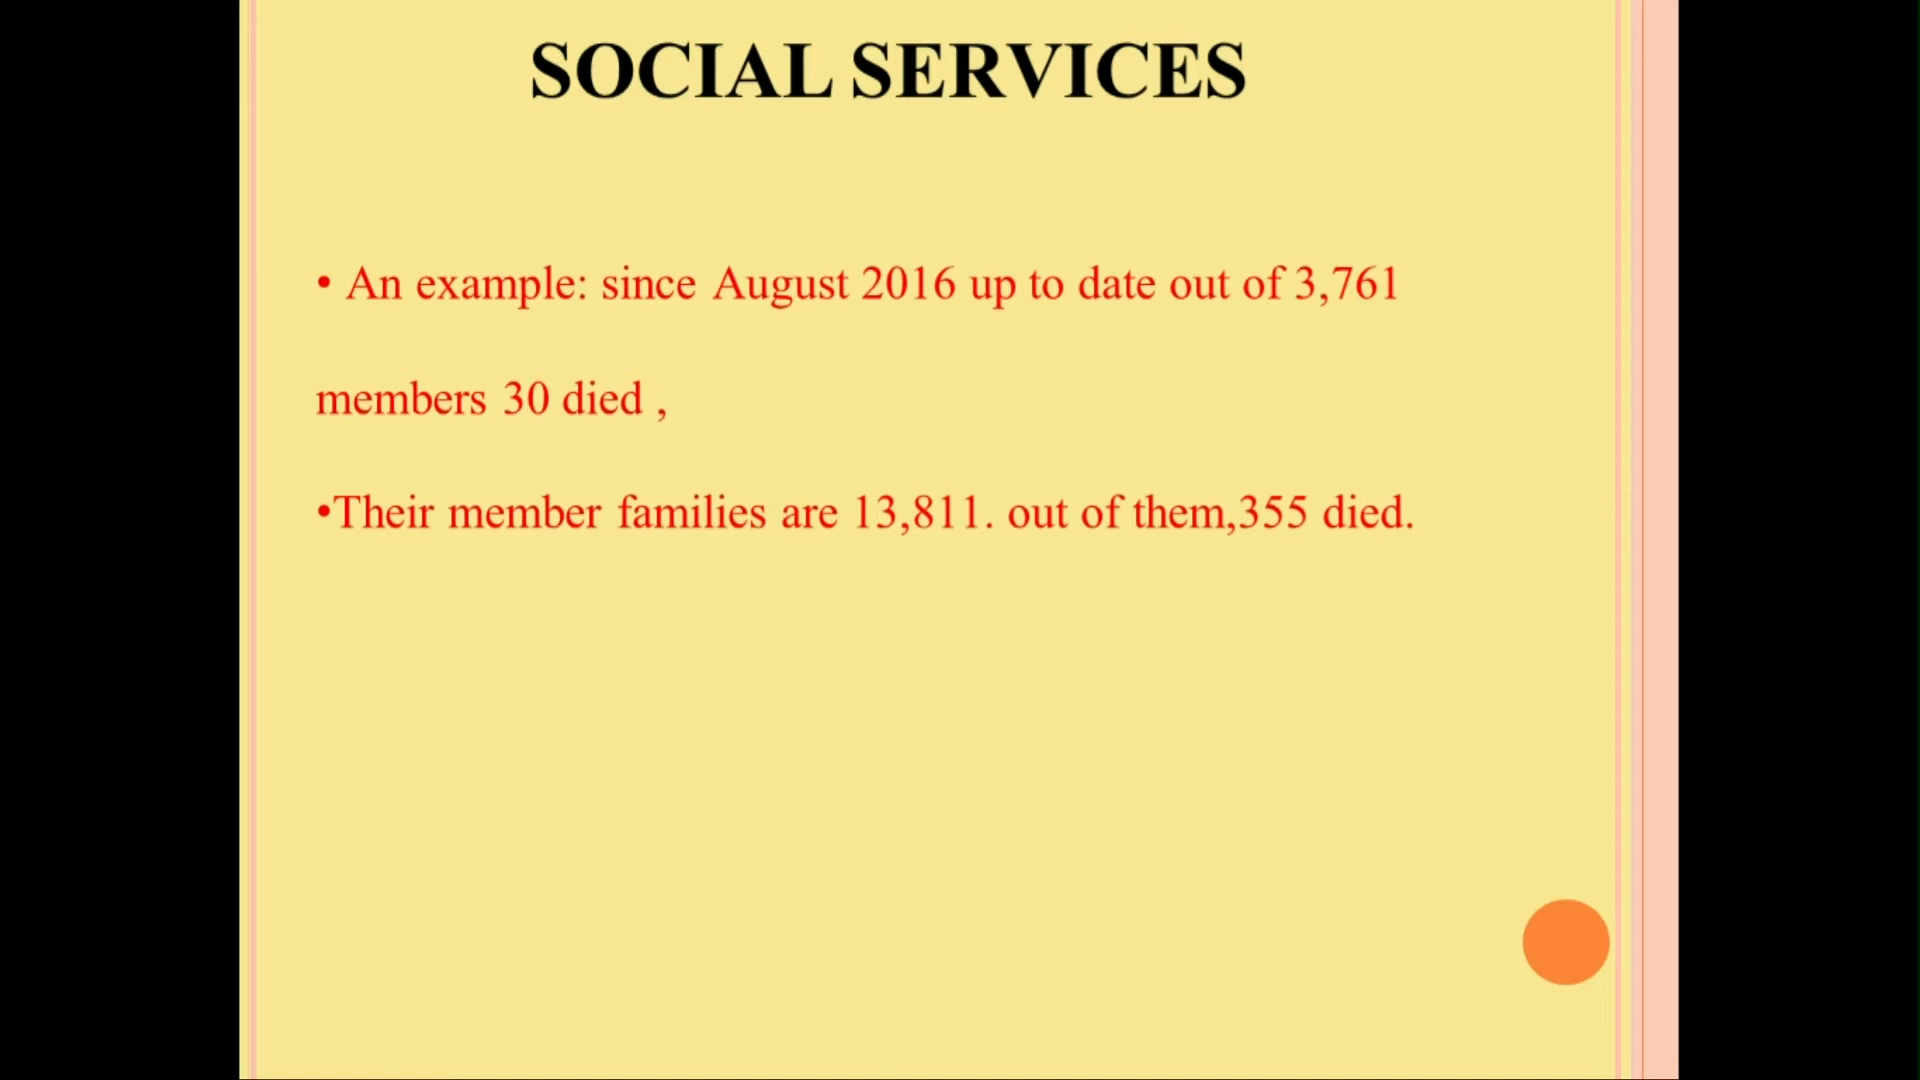 SOCIAL SERVICES
• An example: since August 2016 up to date out of 3,761
members 30 died ,
•Their member families are 13,811. out of them,355 died.